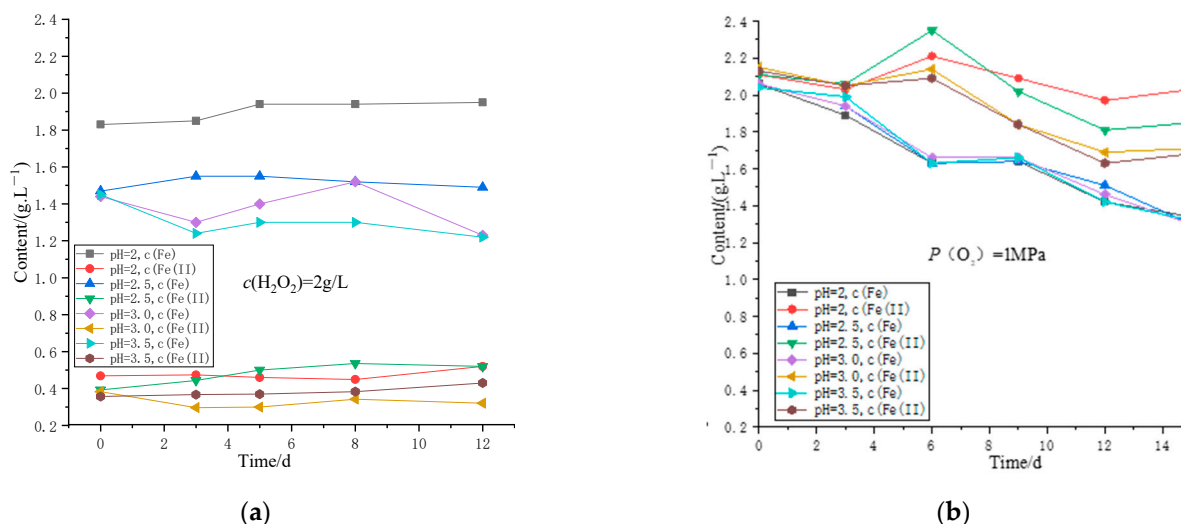 2.4
2.2
2.0
1.8
1.6
1.4
1.2
1.0
0.8
0.6
0.4
0.2
Content/(g.L⁻¹)
pH=2, c(Fe)
pH=2, c(Fe(II)
pH=2.5, c(Fe)
pH=2.5, c(Fe(II)
pH=3.0, c(Fe)
pH=3.0, c(Fe(II)
pH=3.5, c(Fe)
pH=3.5, c(Fe(II)
c(H₂O₂)=2g/L
0 2 4 6 8 10 12
Time/d
(a)
2.4
2.2
2.0
1.8
1.6
1.4
1.2
1.0
0.8
0.6
0.4
0.2
Content/(g.L⁻¹)
P (O₂) =1MPa
pH=2, c(Fe)
pH=2, c(Fe(II)
pH=2.5, c(Fe)
pH=2.5, c(Fe(II)
pH=3.0, c(Fe)
pH=3.0, c(Fe(II)
pH=3.5, c(Fe)
pH=3.5, c(Fe(II)
0 2 4 6 8 10 12 14
Time/d
(b)